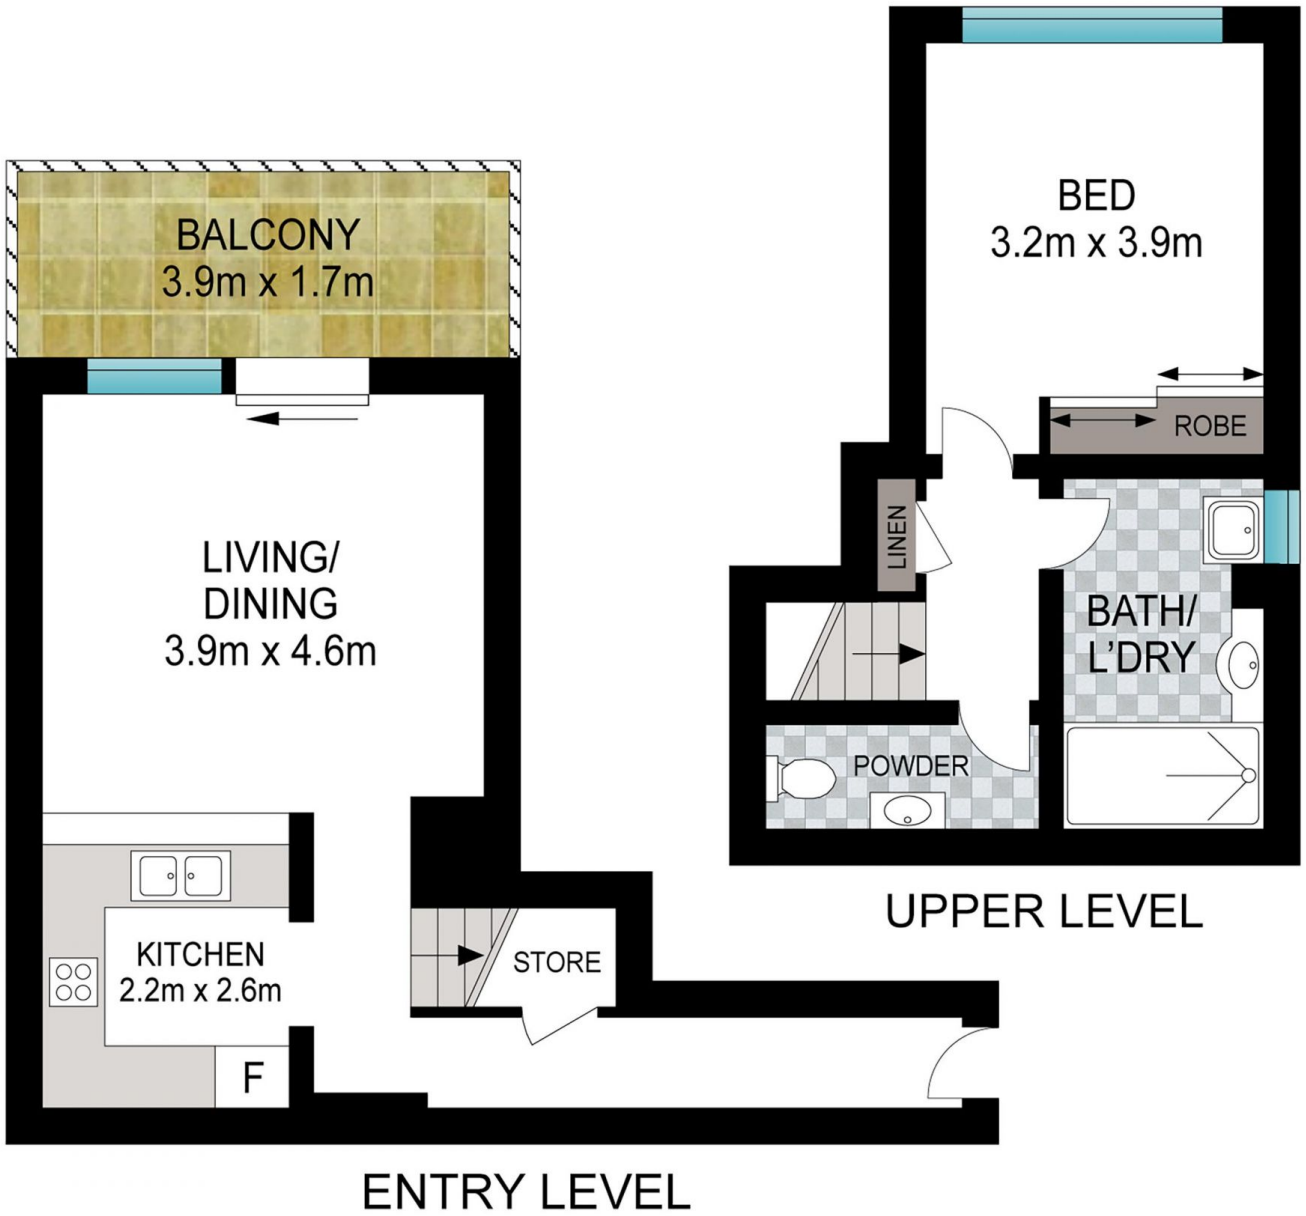 BALCONY
3.9m x 1.7m
LIVING/
DINING
3.9m x 4.6m
KITCHEN
2.2m x 2.6m
F
STORE
ENTRY LEVEL
BED
3.2m x 3.9m
ROBE
LINEN
BATH/
L'DRY
POWDER
UPPER LEVEL